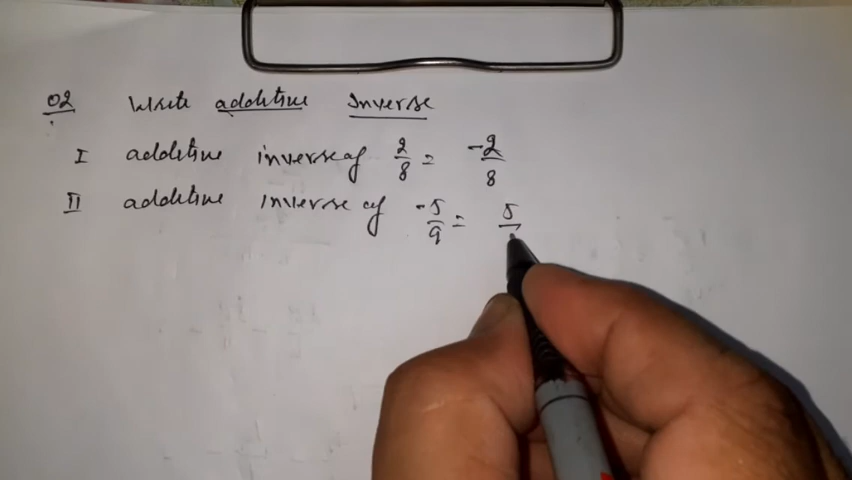 Q2 Write additive Inverse
I additive inverse of 2/8 = -2/8
II additive inverse of -5/9 = 5/